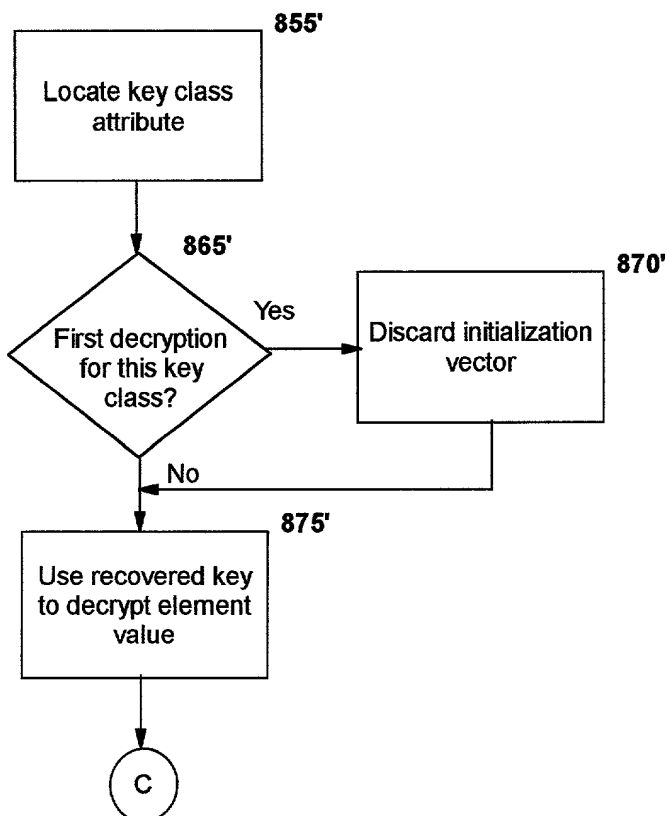 855'
Locate key class
attribute
865'
870'
Yes
First decryption
for this key
class?
Discard initialization
vector
No
875'
Use recovered key
to decrypt element
value
C